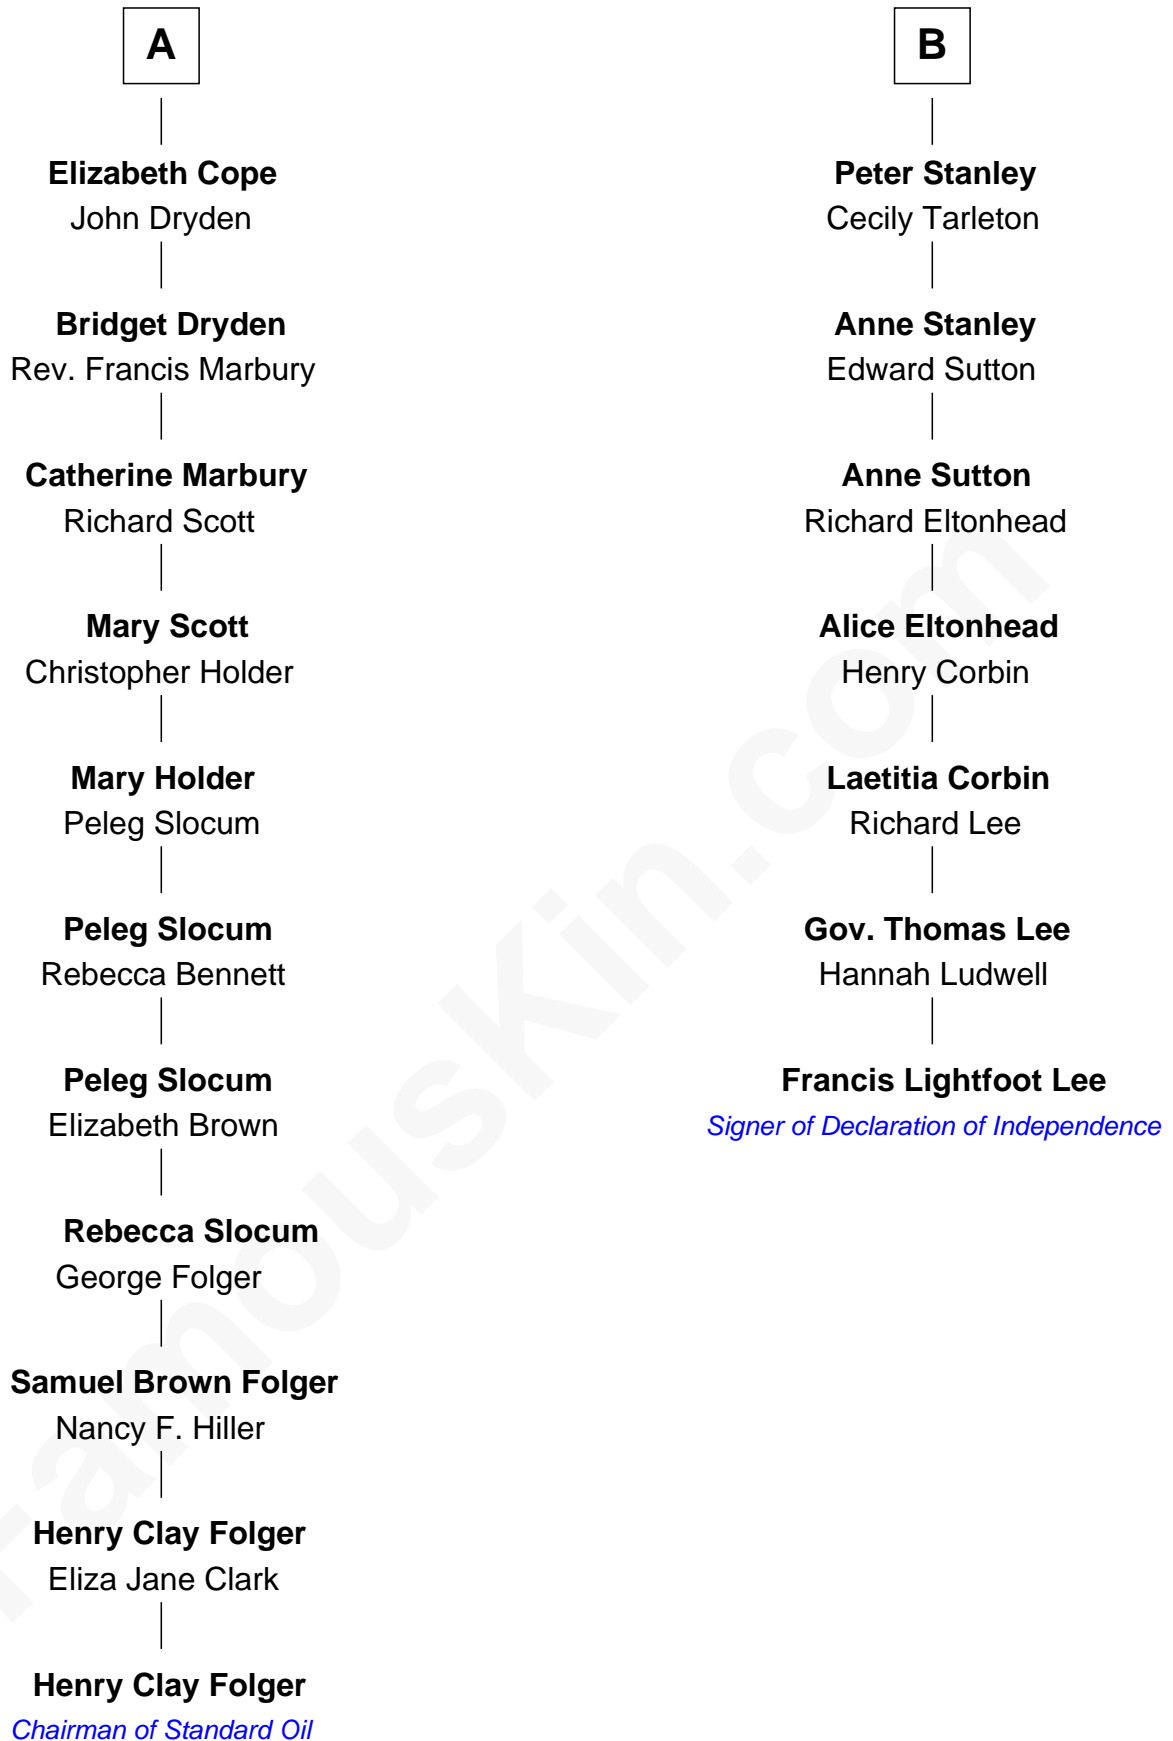 A
Elizabeth Cope
John Dryden
Bridget Dryden
Rev. Francis Marbury
Catherine Marbury
Richard Scott
Mary Scott
Christopher Holder
Mary Holder
Peleg Slocum
Peleg Slocum
Rebecca Bennett
Peleg Slocum
Elizabeth Brown
Rebecca Slocum
George Folger
Samuel Brown Folger
Nancy F. Hiller
Henry Clay Folger
Eliza Jane Clark
Henry Clay Folger
Chairman of Standard Oil
B
Peter Stanley
Cecily Tarleton
Anne Stanley
Edward Sutton
Anne Sutton
Richard Eltonhead
Alice Eltonhead
Henry Corbin
Laetitia Corbin
Richard Lee
Gov. Thomas Lee
Hannah Ludwell
Francis Lightfoot Lee
Signer of Declaration of Independence
FamousKin.com